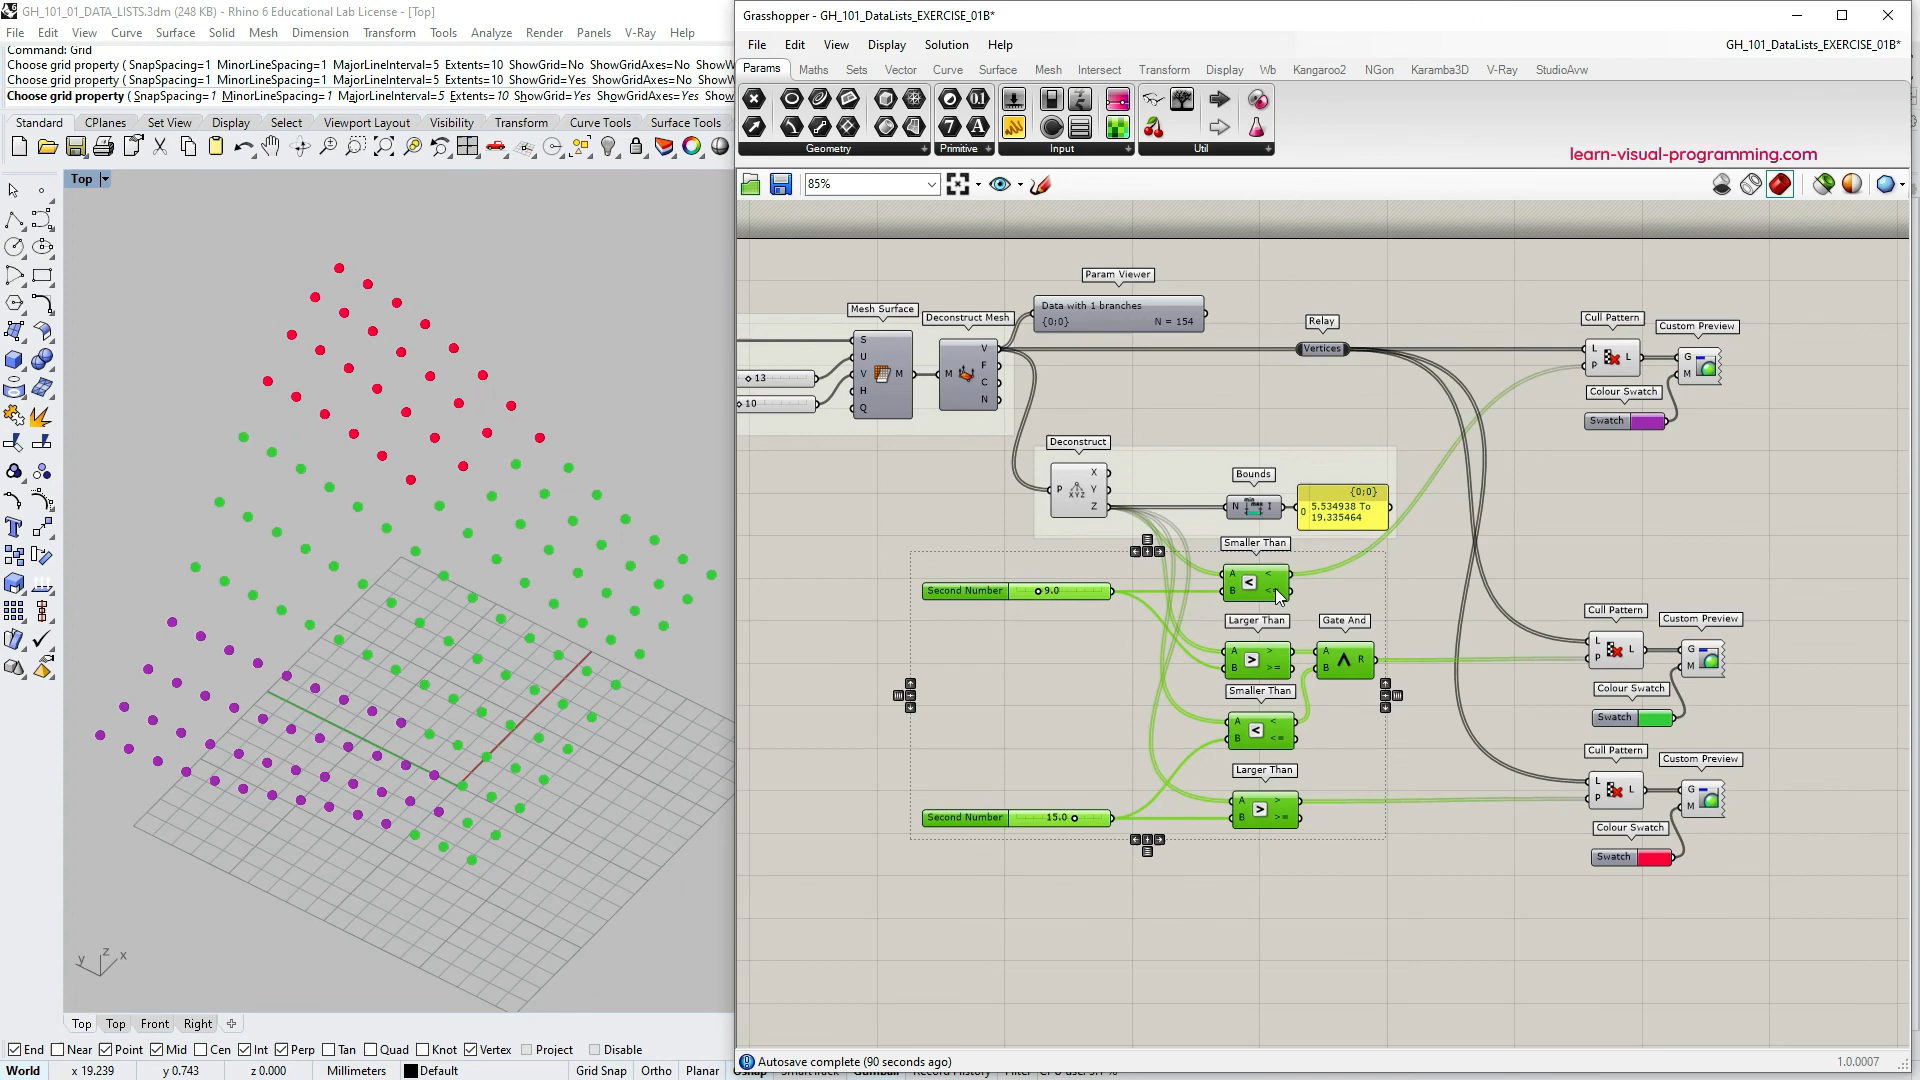 GH_101_01_DATA_LISTS.3dm (248 KB) - Rhino 6 Educational Lab License - [Top]
File Edit View Curve Surface Solid Mesh Dimension Transform Tools Analyze Render Panels V-Ray Help
Command: Grid
Choose grid property ( SnapSpacing=1 MinorLineSpacing=1 MajorLineInterval=5 Extents=10 ShowGrid=No ShowGridAxes=No
Choose grid property ( SnapSpacing=1 MinorLineSpacing=1 MajorLineInterval=5 Extents=10 ShowGrid=Yes ShowGridAxes=No
Choose grid property ( SnapSpacing=1 MinorLineSpacing=1 MajorLineInterval=5 Extents=10 ShowGrid=Yes ShowGridAxes=Yes Show
Standard CPlanes Set View Display Select Viewport Layout Visibility Transform Curve Tools Surface Tools
Top
y z x
Top Top Front Right
End Near Point Mid Cen Int Perp Tan Quad Knot Vertex Project Disable
World x 19.239 y 0.743 z 0.000 Millimeters Default Grid Snap Ortho Planar
Grasshopper - GH_101_DataLists_EXERCISE_01B*
File Edit View Display Solution Help
GH_101_DataLists_EXERCISE_01B*
Params Maths Sets Vector Curve Surface Mesh Intersect Transform Display Wb Kangaroo2 NGon Karamba3D V-Ray StudioAvw
Geometry Primitive Input Util
learn-visual-programming.com
85%
Param Viewer
Data with 1 branches
{0;0} N = 154
Mesh Surface
S U V H Q M
13
10
Deconstruct Mesh
M V F C N
Relay
Vertices
Cull Pattern
L P L
Custom Preview
G M
Colour Swatch
Swatch
Deconstruct
P XYZ X Y Z
Bounds
N min max I
{0;0}
0 5.534938 To
19.335464
Smaller Than
A B < <=
Second Number 9.0
Larger Than
A B > >=
Gate And
A B R
Smaller Than
A B < <=
Larger Than
A B > >=
Second Number 15.0
Cull Pattern
L P L
Custom Preview
G M
Colour Swatch
Swatch
Cull Pattern
L P L
Custom Preview
G M
Colour Swatch
Swatch
Autosave complete (90 seconds ago)
1.0.0007